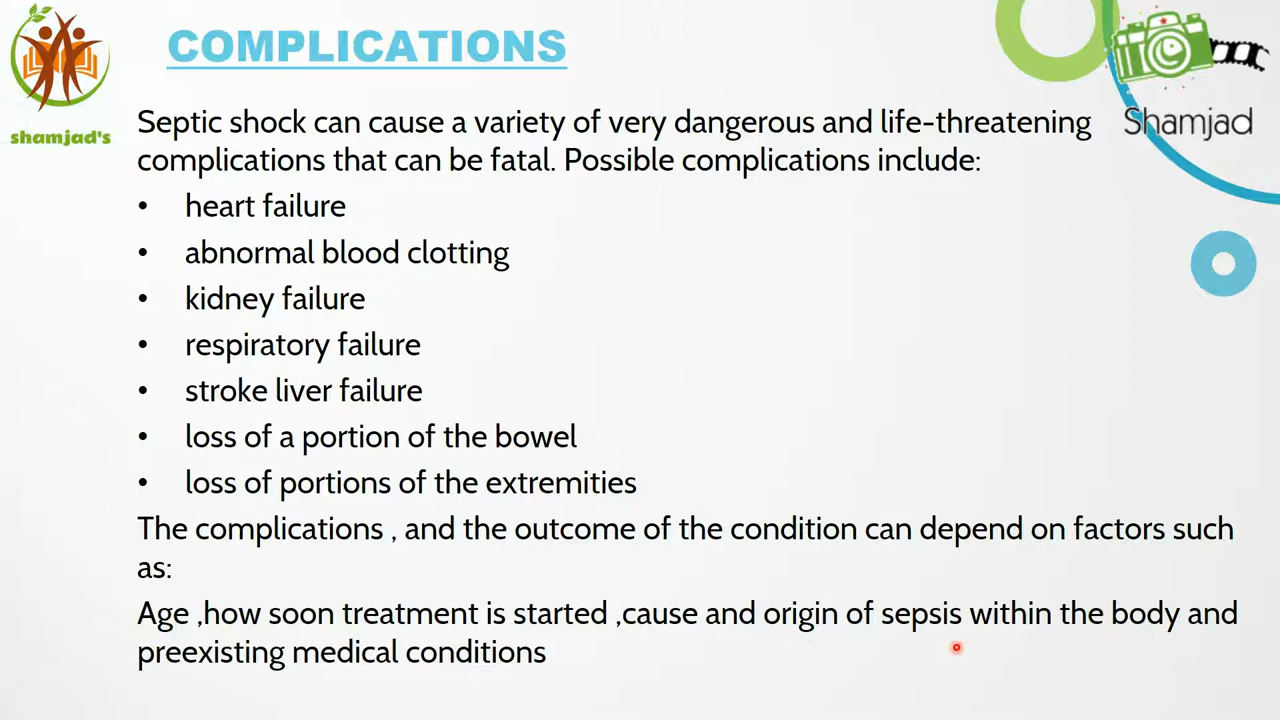 COMPLICATIONS
shamjad's
Shamjad
Septic shock can cause a variety of very dangerous and life-threatening
complications that can be fatal. Possible complications include:
• heart failure
• abnormal blood clotting
• kidney failure
• respiratory failure
• stroke liver failure
• loss of a portion of the bowel
• loss of portions of the extremities
The complications , and the outcome of the condition can depend on factors such
as:
Age ,how soon treatment is started ,cause and origin of sepsis within the body and
preexisting medical conditions